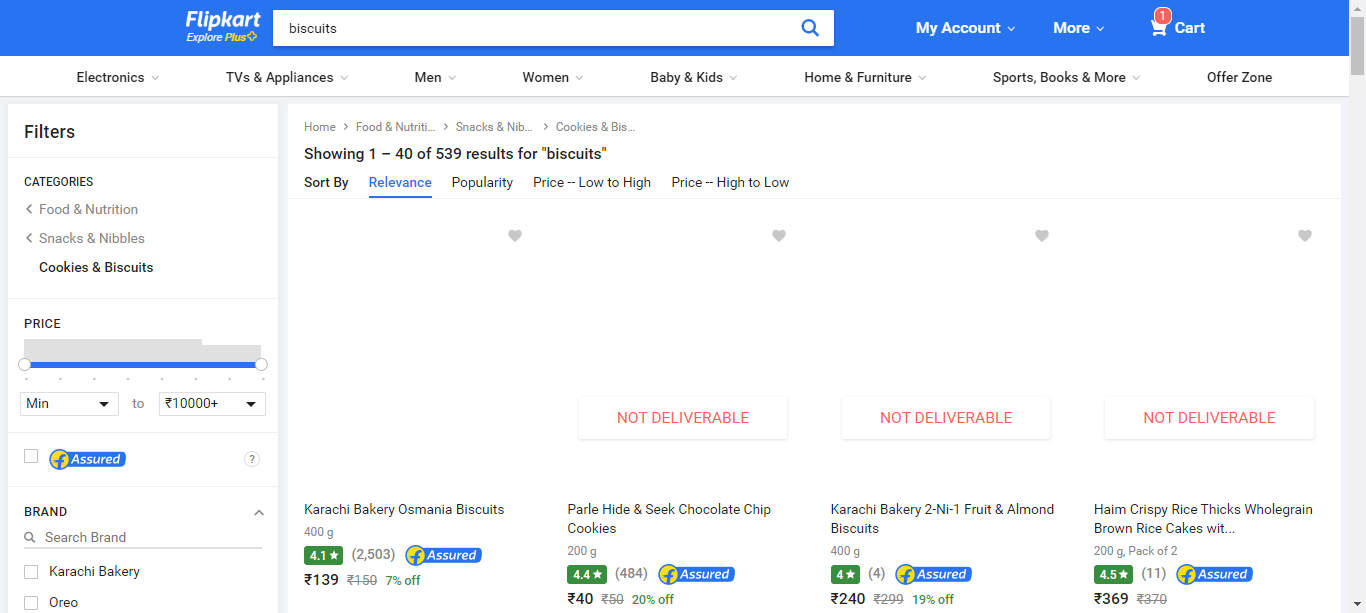 Flipkart
Explore Plus
biscuits
My Account
More
1
Cart
Electronics
TVs & Appliances
Men
Women
Baby & Kids
Home & Furniture
Sports, Books & More
Offer Zone
Filters
CATEGORIES
Food & Nutrition
Snacks & Nibbles
Cookies & Biscuits
PRICE
Min
to
₹10000+
f Assured
?
BRAND
Search Brand
Karachi Bakery
Oreo
Home > Food & Nutriti... > Snacks & Nib... > Cookies & Bis...
Showing 1 – 40 of 539 results for "biscuits"
Sort By Relevance Popularity Price -- Low to High Price -- High to Low
NOT DELIVERABLE
NOT DELIVERABLE
NOT DELIVERABLE
Karachi Bakery Osmania Biscuits
400 g
4.1★ (2,503) f Assured
₹139 ₹150 7% off
Parle Hide & Seek Chocolate Chip
Cookies
200 g
4.4★ (484) f Assured
₹40 ₹50 20% off
Karachi Bakery 2-Ni-1 Fruit & Almond
Biscuits
400 g
4★ (4) f Assured
₹240 ₹299 19% off
Haim Crispy Rice Thicks Wholegrain
Brown Rice Cakes wit...
200 g, Pack of 2
4.5★ (11) f Assured
₹369 ₹370